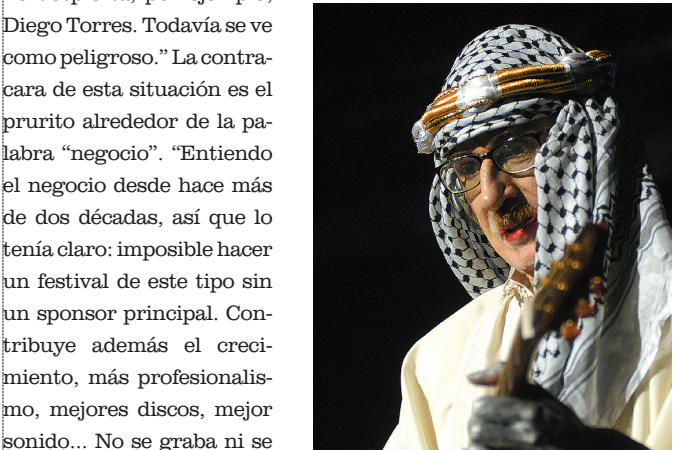 Diego Torres. Todavía se ve
como peligroso.” La contra-
cara de esta situación es el
prurito alrededor de la pa-
labra “negocio”. “Entiendo
el negocio desde hace más
de dos décadas, así que lo
tenía claro: imposible hacer
un festival de este tipo sin
un sponsor principal. Con-
tribuye además el creci-
miento, más profesionalis-
mo, mejores discos, mejor
sonido... No se graba ni se